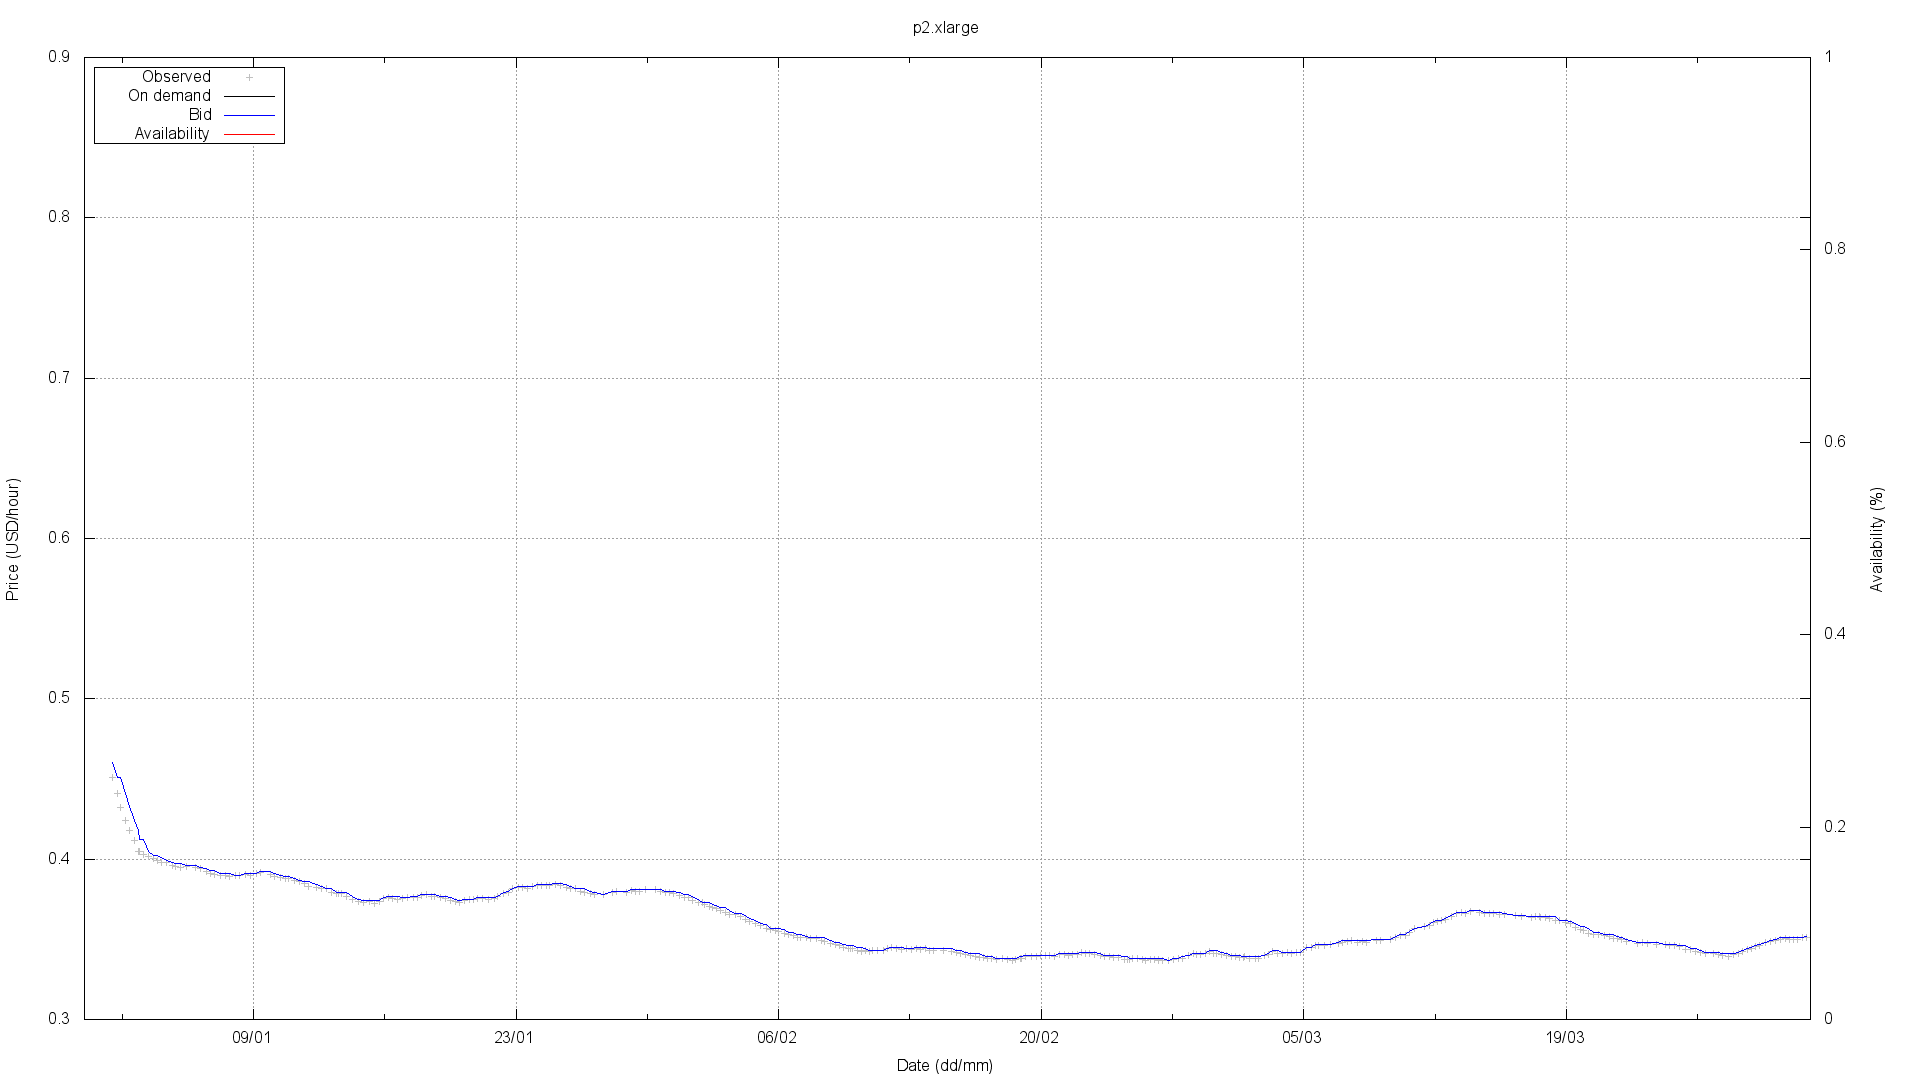 p2.xlarge
Observed
On demand
Bid
Availability
0.9
0.8
0.7
0.6
0.5
0.4
0.3
Price (USD/hour)
1
0.8
0.6
0.4
0.2
0
Availability (%)
09/01 23/01 06/02 20/02 05/03 19/03
Date (dd/mm)